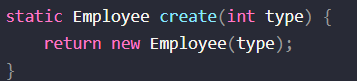 static Employee create(int type) {
    return new Employee(type);
}